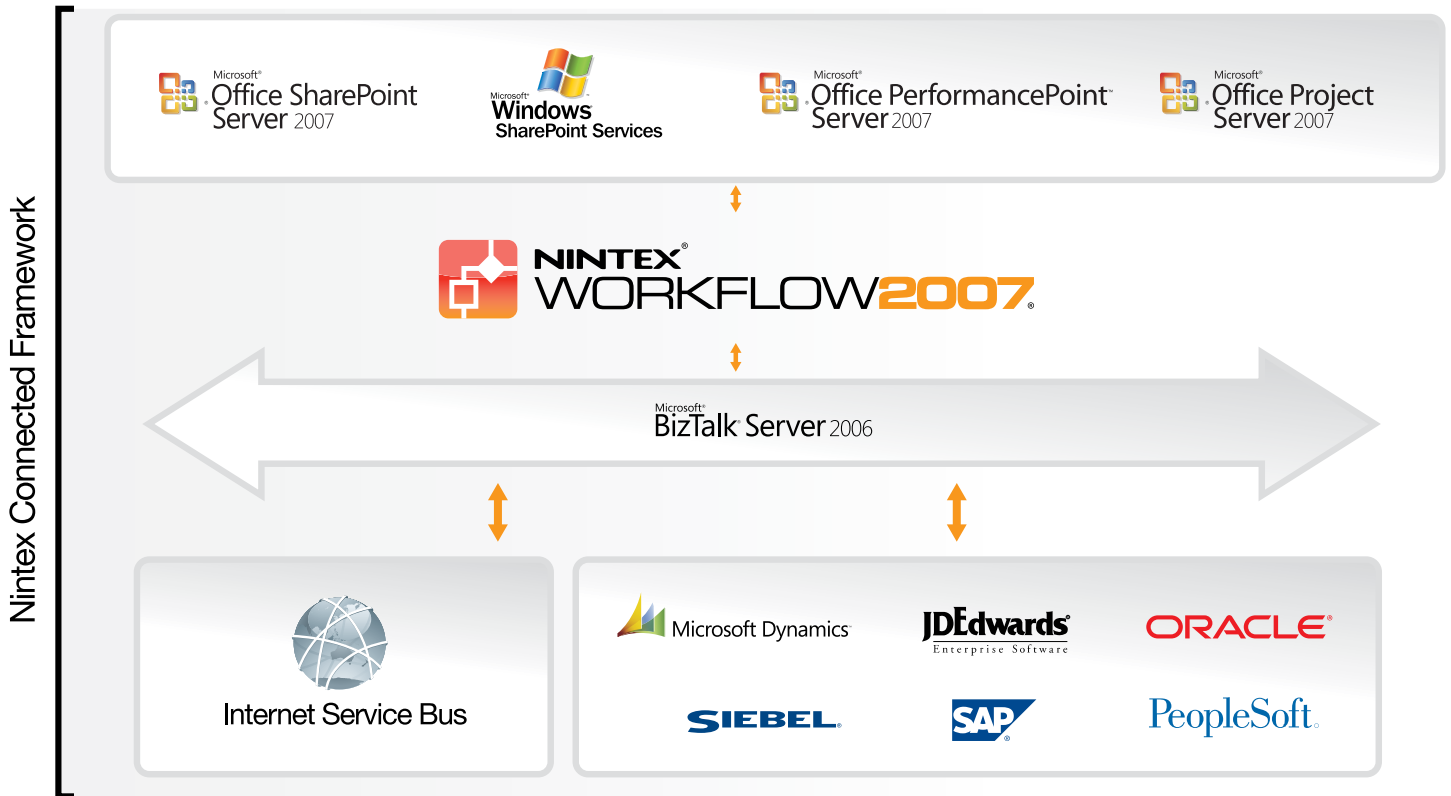 Nintex Connected Framework
Microsoft®
Office SharePoint
Server 2007
Microsoft®
Windows®
SharePoint Services
Microsoft®
Office PerformancePoint™
Server 2007
Microsoft®
Office Project
Server 2007
NINTEX®
WORKFLOW2007®
Microsoft®
BizTalk® Server 2006
Internet Service Bus
Microsoft Dynamics™
JDEdwards®
Enterprise Software
ORACLE®
SIEBEL®
SAP®
PeopleSoft®